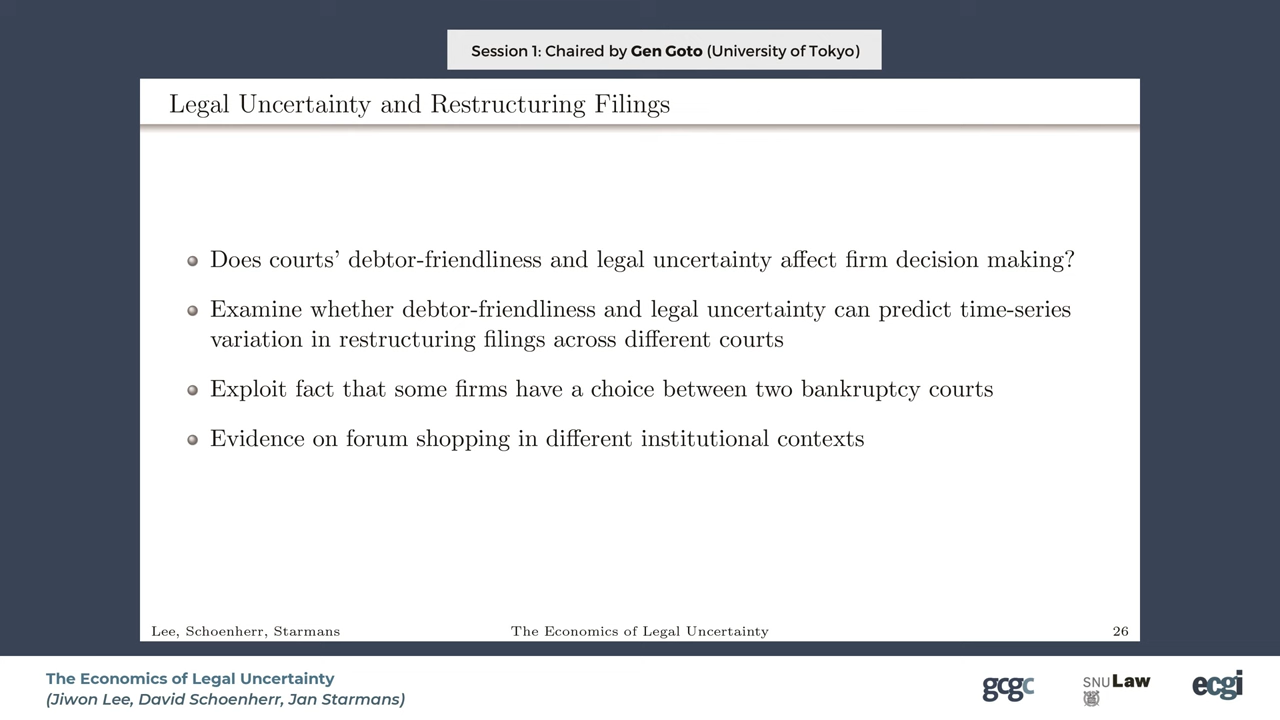 Session 1: Chaired by Gen Goto (University of Tokyo)
Legal Uncertainty and Restructuring Filings
Does courts' debtor-friendliness and legal uncertainty affect firm decision making?
Examine whether debtor-friendliness and legal uncertainty can predict time-series
variation in restructuring filings across different courts
Exploit fact that some firms have a choice between two bankruptcy courts
Evidence on forum shopping in different institutional contexts
Lee, Schoenherr, Starmans
The Economics of Legal Uncertainty
26
The Economics of Legal Uncertainty
(Jiwon Lee, David Schoenherr, Jan Starmans)
gcgc
SNU Law
ecgi